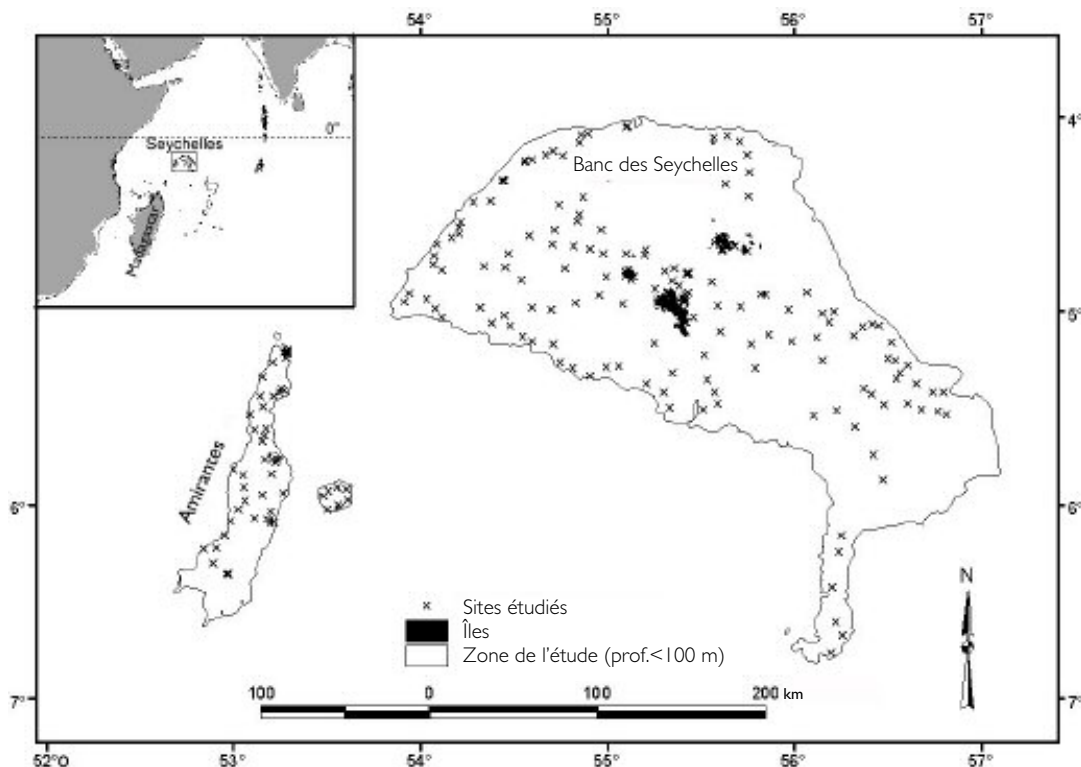 54° 55° 56° 57°
0°
Seychelles
Madagascar
4°
Banc des Seychelles
5°
Amirantes
6° 6°
N
Sites étudiés
Îles
Zone de l'étude (prof.<100 m)
100 0 100 200 km
7° 7°
52°O 53° 54° 55° 56° 57°